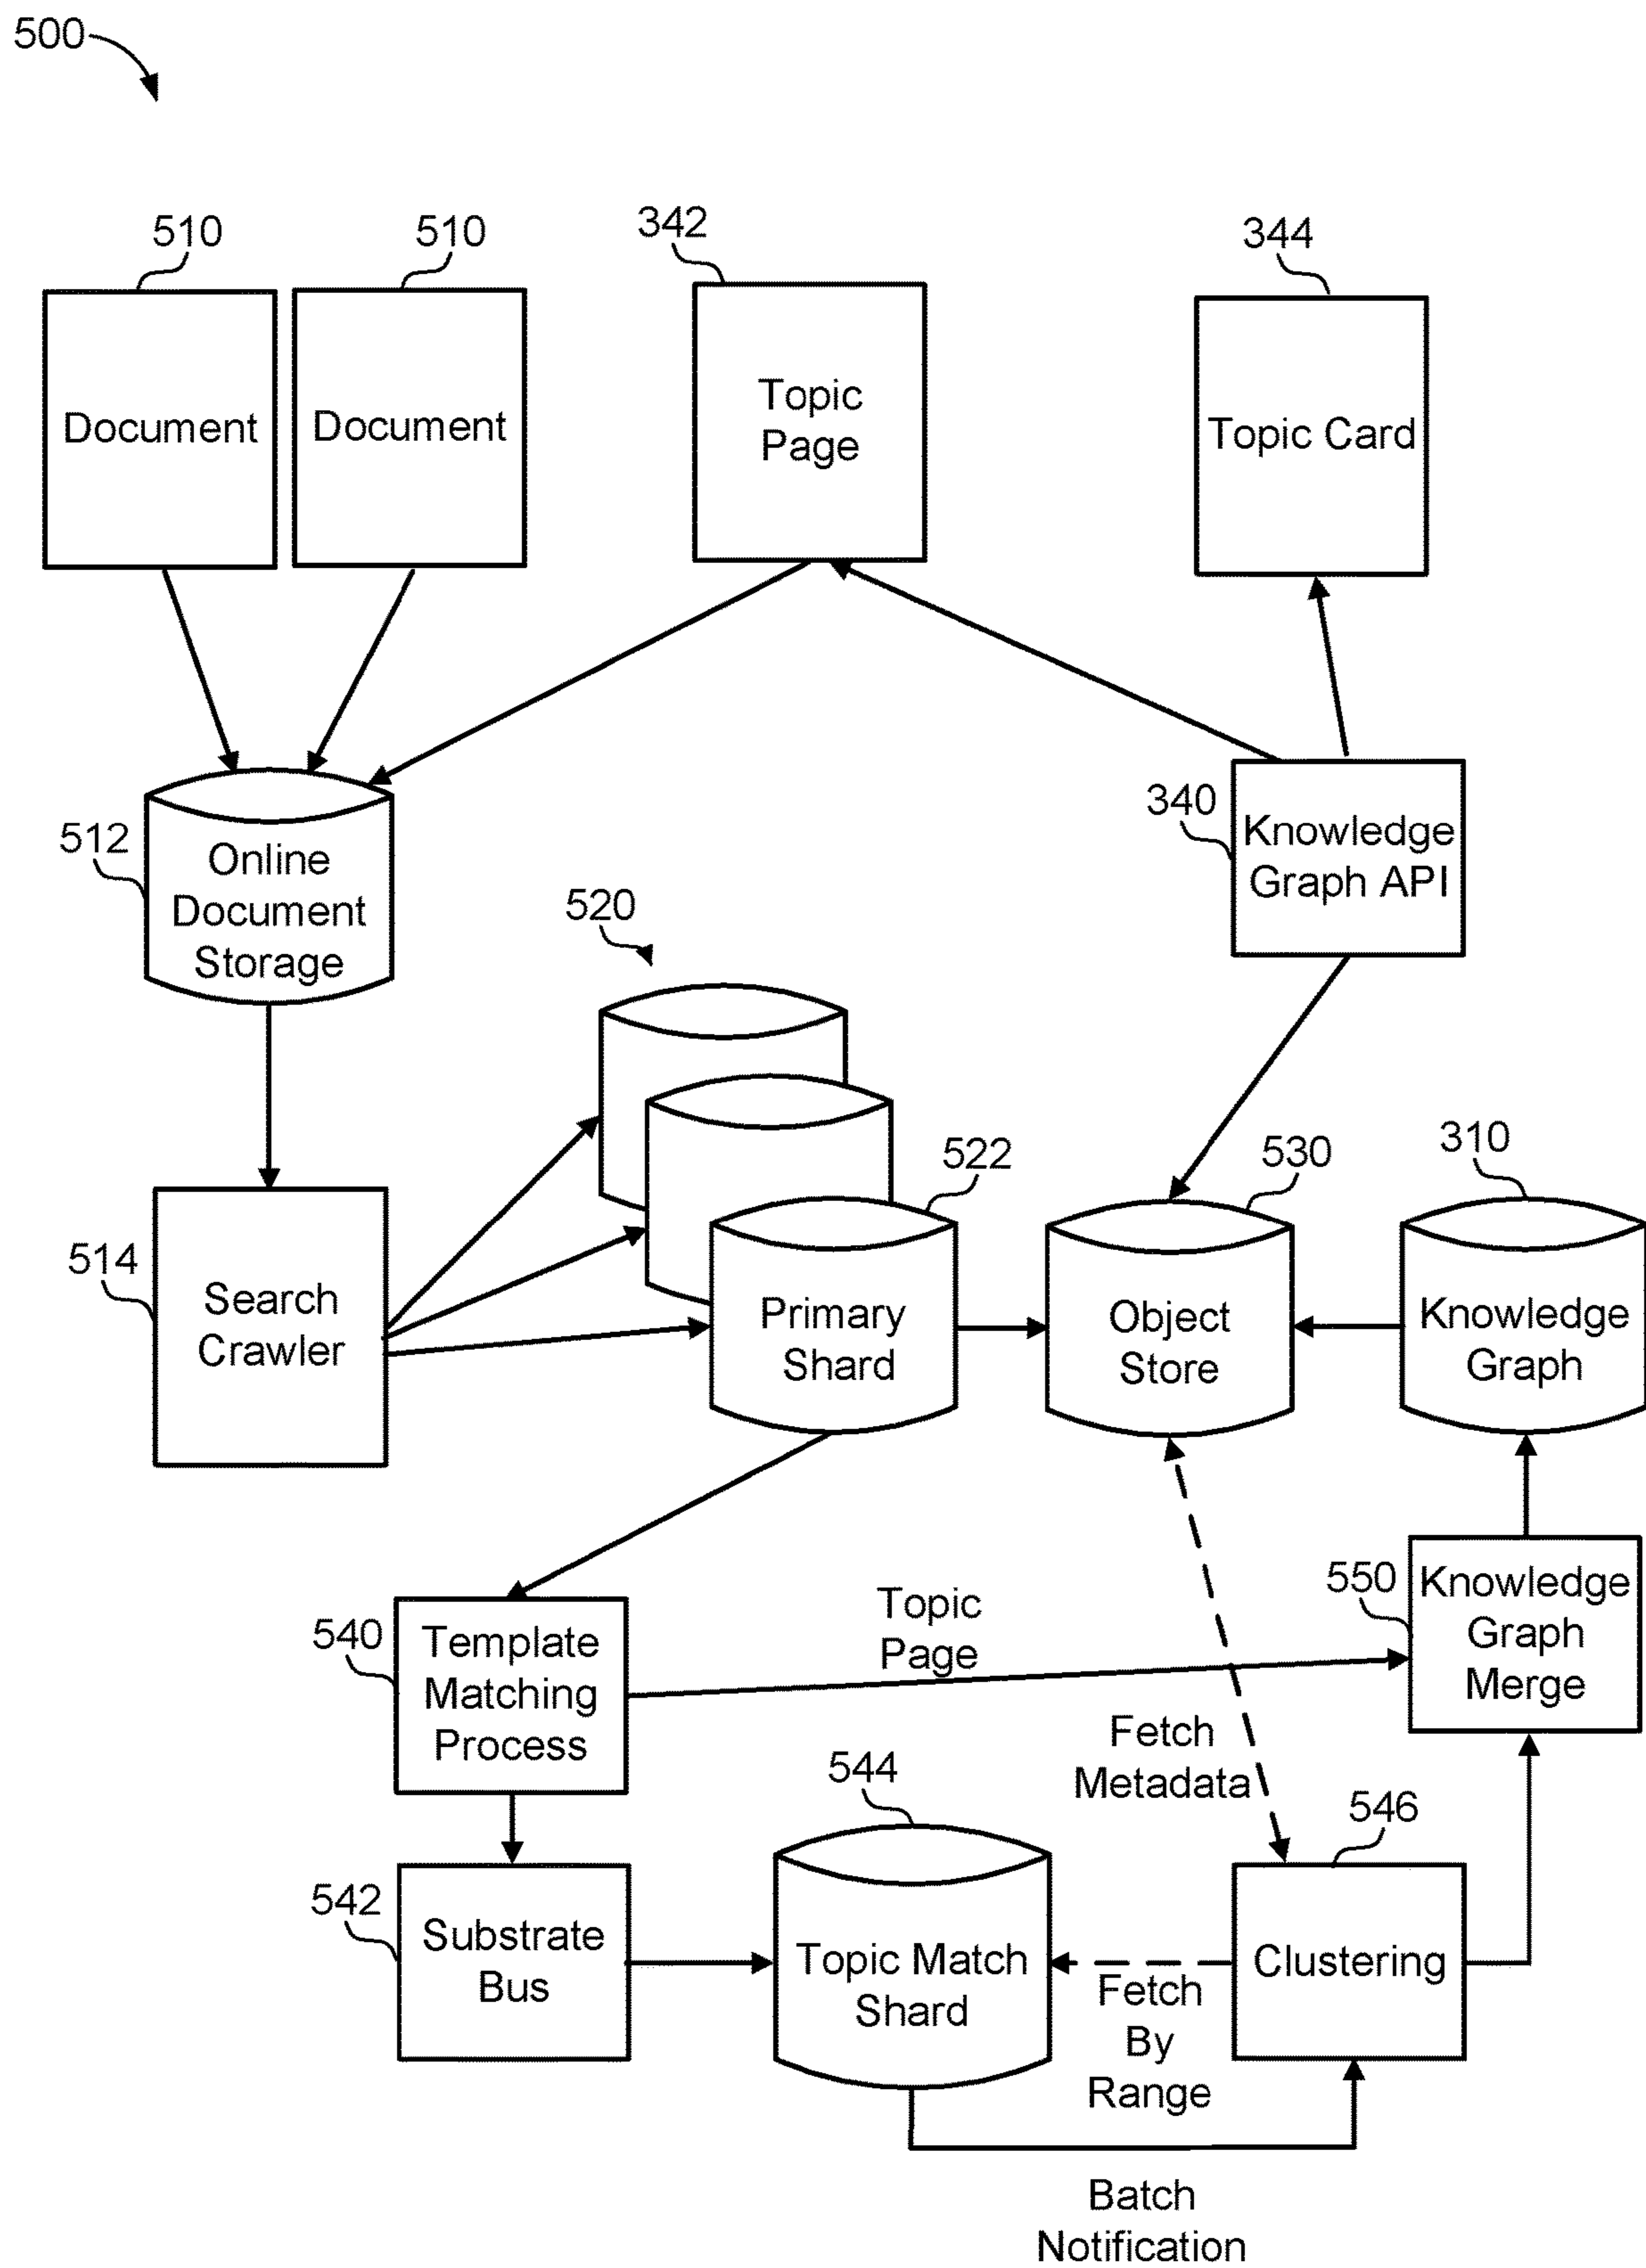 500
510
510
342
344
Document
Document
Topic
Page
Topic Card
512
Online
Document
Storage
340
Knowledge
Graph API
520
522
530
310
514
Search
Crawler
Primary
Shard
Object
Store
Knowledge
Graph
540
Template
Matching
Process
Topic
Page
550
Knowledge
Graph
Merge
Fetch
Metadata
544
546
542
Substrate
Bus
Topic Match
Shard
Fetch
By
Range
Clustering
Batch
Notification